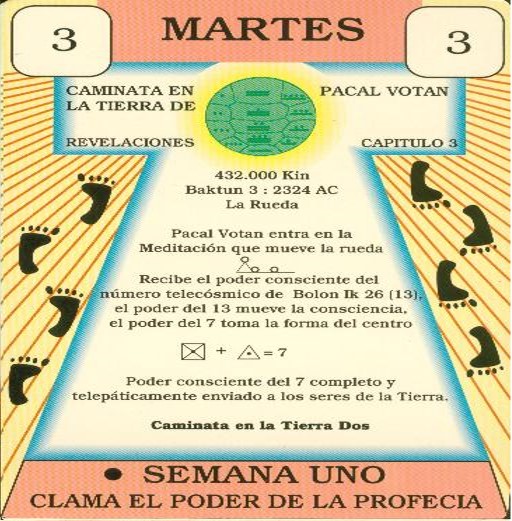 3
MARTES
3
CAMINATA EN
LA TIERRA DE
PACAL VOTAN
REVELACIONES
CAPITULO 3
432.000 Kin
Baktun 3 : 2324 AC
La Rueda
Pacal Votan entra en la
Meditación que mueve la rueda
Recibe el poder consciente del
número telecósmico de Bolon Ik 26 (13),
el poder del 13 mueve la consciencia,
el poder del 7 toma la forma del centro
+ = 7
Poder consciente del 7 completo y
telepáticamente enviado a los seres de la Tierra.
Caminata en la Tierra Dos
● SEMANA UNO
CLAMA EL PODER DE LA PROFECIA